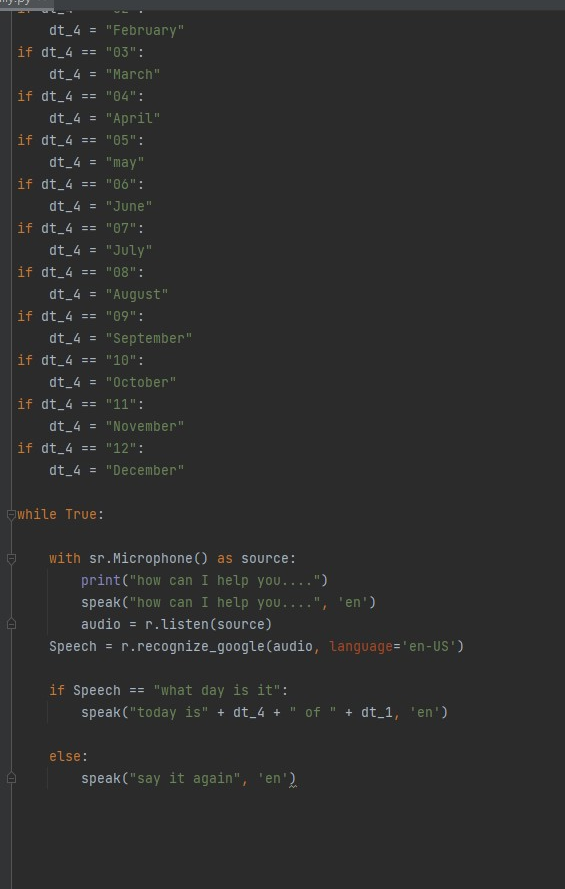 dt_4 = "February"
if dt_4 == "03":
    dt_4 = "March"
if dt_4 == "04":
    dt_4 = "April"
if dt_4 == "05":
    dt_4 = "may"
if dt_4 == "06":
    dt_4 = "June"
if dt_4 == "07":
    dt_4 = "July"
if dt_4 == "08":
    dt_4 = "August"
if dt_4 == "09":
    dt_4 = "September"
if dt_4 == "10":
    dt_4 = "October"
if dt_4 == "11":
    dt_4 = "November"
if dt_4 == "12":
    dt_4 = "December"
while True:
    with sr.Microphone() as source:
        print("how can I help you....")
        speak("how can I help you....", 'en')
        audio = r.listen(source)
    Speech = r.recognize_google(audio, language='en-US')
    if Speech == "what day is it":
        speak("today is" + dt_4 + " of " + dt_1, 'en')
    else:
        speak("say it again", 'en')